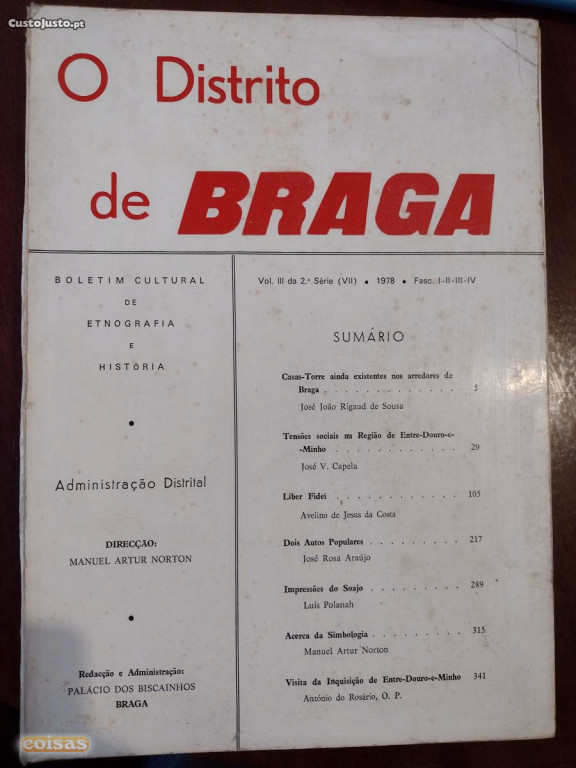 CustoJusto.pt
O Distrito
de BRAGA
BOLETIM CULTURAL
DE
ETNOGRAFIA
E
HISTÓRIA
•
Administração Distrital
DIRECÇÃO:
MANUEL ARTUR NORTON
•
Redacção e Administração:
PALÁCIO DOS BISCAINHOS
BRAGA
Vol. III da 2.ª Série (VII) • 1978 • Fasc. I-II-III-IV
SUMÁRIO
Casas-Torre ainda existentes nos arredores de
Braga . . . . . . . . . . . . . 5
José João Rigaud de Sousa
Tensões sociais na Região de Entre-Douro-e-
-Minho . . . . . . . . . . . . 29
José V. Capela
Liber Fidei . . . . . . . . . . . 105
Avelino de Jesus da Costa
Dois Autos Populares . . . . . . . . . 217
José Rosa Araújo
Impressões do Soajo . . . . . . . . . 289
Luís Polanah
Acerca da Simbologia . . . . . . . . . 315
Manuel Artur Norton
Visita da Inquisição de Entre-Douro-e-Minho 341
António do Rosário, O. P.
coisas